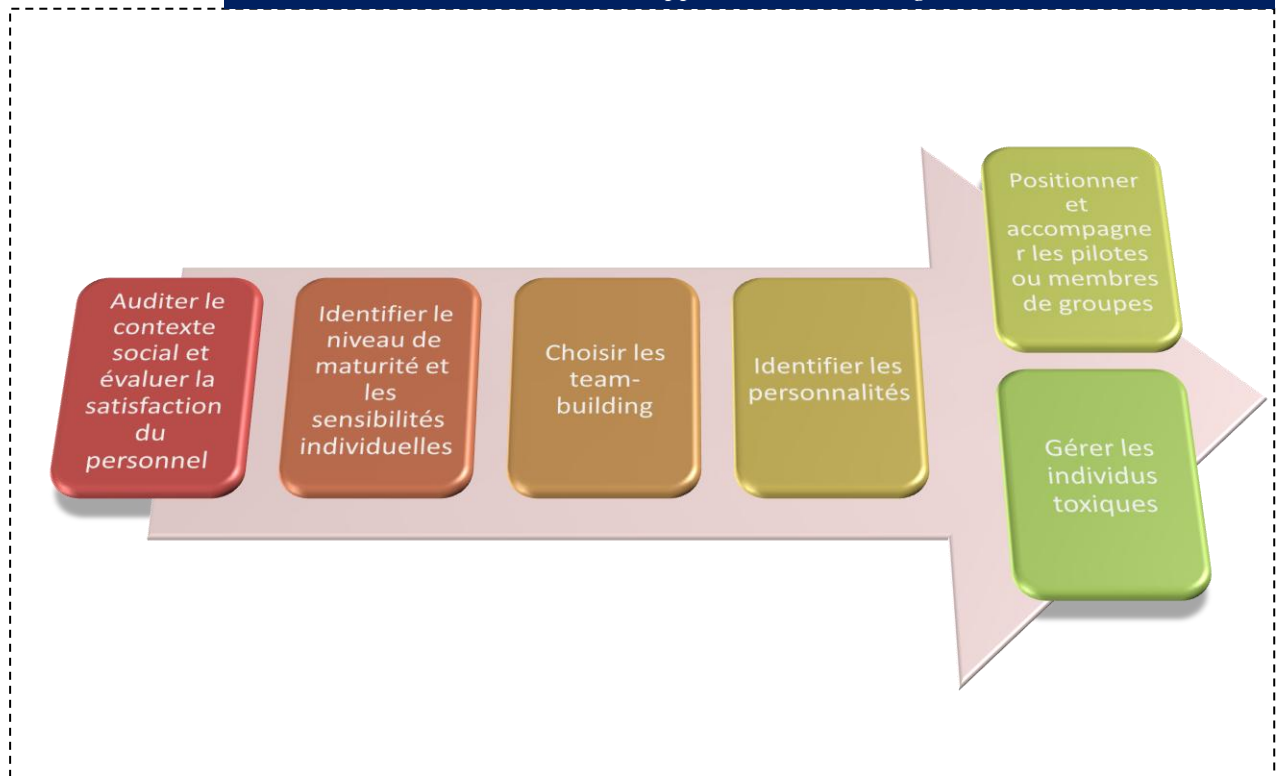 Auditer le
contexte
social et
évaluer la
satisfaction
du
personnel
Identifier le
niveau de
maturité et
les
sensibilités
individuelles
Choisir les
team-
building
Identifier les
personnalités
Positionner
et
accompagne
r les pilotes
ou membres
de groupes
Gérer les
individus
toxiques